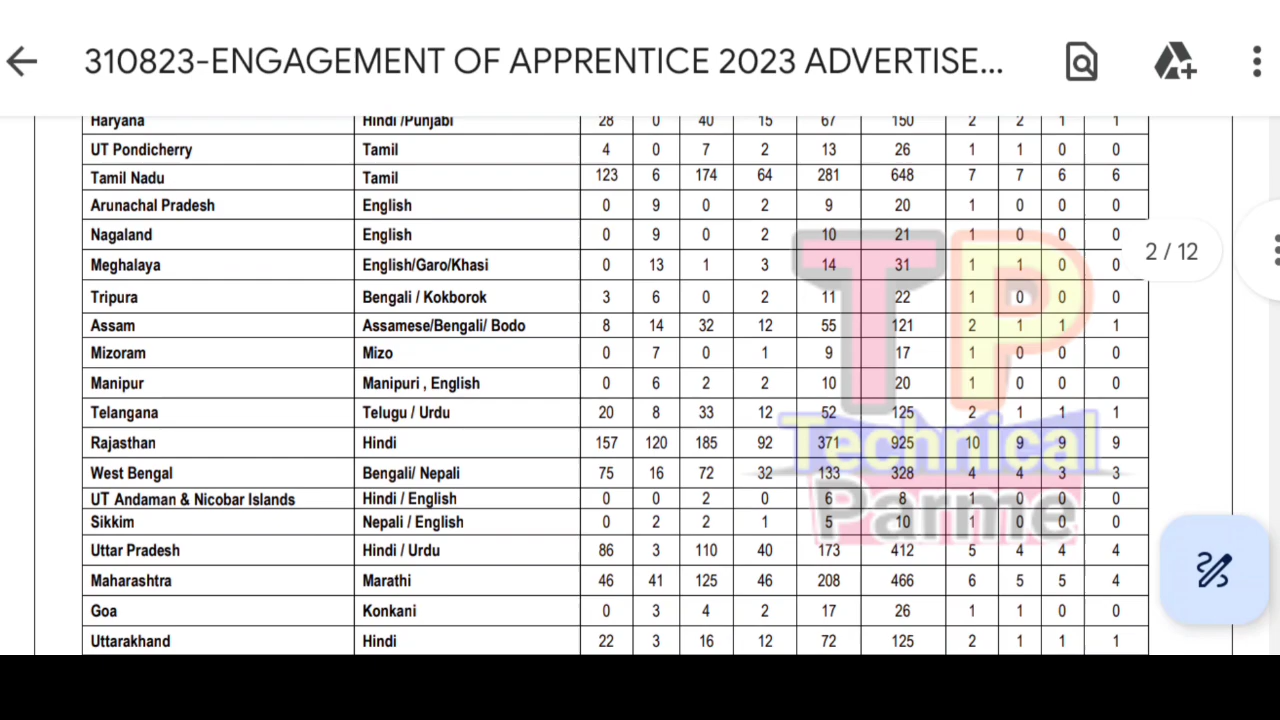 310823-ENGAGEMENT OF APPRENTICE 2023 ADVERTISE...
Haryana Hindi /Punjabi 28 0 40 15 67 150 2 2 1 1
UT Pondicherry Tamil 4 0 7 2 13 26 1 1 0 0
Tamil Nadu Tamil 123 6 174 64 281 648 7 7 6 6
Arunachal Pradesh English 0 9 0 2 9 20 1 0 0 0
Nagaland English 0 9 0 2 10 21 1 0 0 0
2 / 12
Meghalaya English/Garo/Khasi 0 13 1 3 14 31 1 1 0 0
Tripura Bengali / Kokborok 3 6 0 2 11 22 1 0 0 0
Assam Assamese/Bengali/ Bodo 8 14 32 12 55 121 2 1 1 1
Mizoram Mizo 0 7 0 1 9 17 1 0 0 0
Manipur Manipuri , English 0 6 2 2 10 20 1 0 0 0
Telangana Telugu / Urdu 20 8 33 12 52 125 2 1 1 1
Rajasthan Hindi 157 120 185 92 371 925 10 9 9 9
West Bengal Bengali/ Nepali 75 16 72 32 133 328 4 4 3 3
UT Andaman & Nicobar Islands Hindi / English 0 0 2 0 6 8 1 0 0 0
Sikkim Nepali / English 0 2 2 1 5 10 1 0 0 0
Uttar Pradesh Hindi / Urdu 86 3 110 40 173 412 5 4 4 4
Maharashtra Marathi 46 41 125 46 208 466 6 5 5 4
Goa Konkani 0 3 4 2 17 26 1 1 0 0
Uttarakhand Hindi 22 3 16 12 72 125 2 1 1 1
TP
Technical
Parme